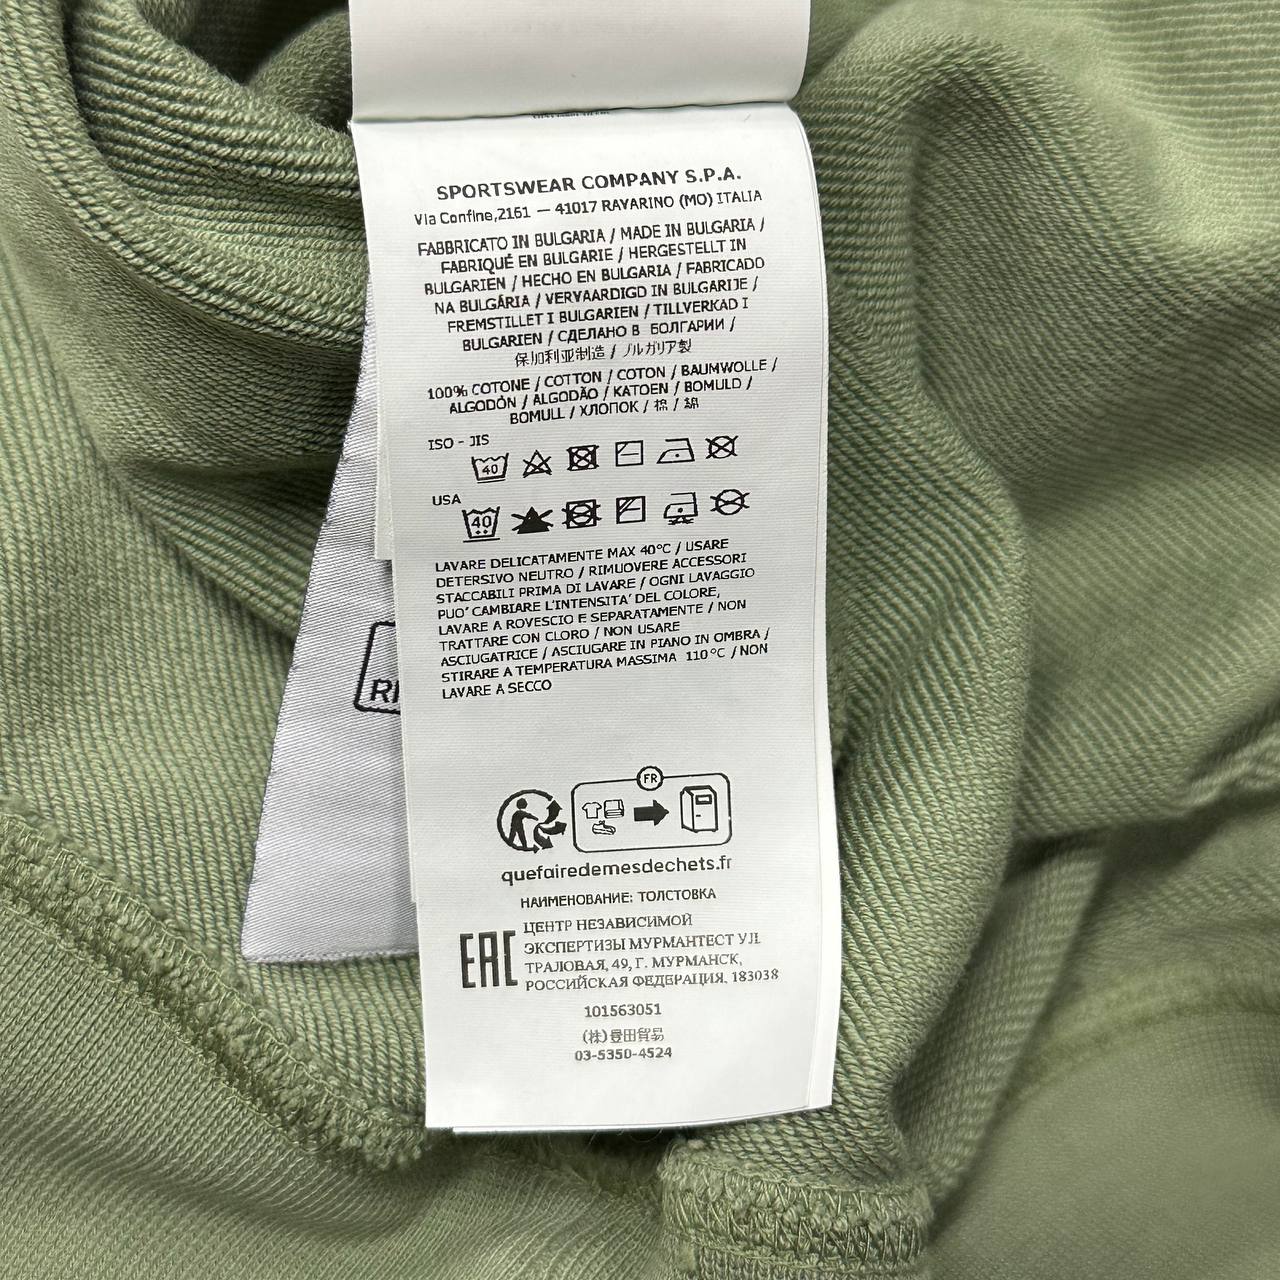 SPORTSWEAR COMPANY S.P.A.
Via Confine,2161 — 41017 RAVARINO (MO) ITALIA
FABBRICATO IN BULGARIA / MADE IN BULGARIA /
FABRIQUÉ EN BULGARIE / HERGESTELLT IN
BULGARIEN / HECHO EN BULGARIA / FABRICADO
NA BULGÁRIA / VERVAARDIGD IN BULGARIJE /
FREMSTILLET I BULGARIEN / TILLVERKAD I
BULGARIEN / СДЕЛАНО В БОЛГАРИИ /
保加利亚制造 / ブルガリア製
100% COTONE / COTTON / COTON / BAUMWOLLE /
ALGODÓN / ALGODÃO / KATOEN / BOMULD /
BOMULL / ХЛОПОК / 棉 / 綿
ISO - JIS
40
USA
40
LAVARE DELICATAMENTE MAX 40°C / USARE
DETERSIVO NEUTRO / RIMUOVERE ACCESSORI
STACCABILI PRIMA DI LAVARE / OGNI LAVAGGIO
PUO' CAMBIARE L'INTENSITA' DEL COLORE,
LAVARE A ROVESCIO E SEPARATAMENTE / NON
TRATTARE CON CLORO / NON USARE
ASCIUGATRICE / ASCIUGARE IN PIANO IN OMBRA /
STIRARE A TEMPERATURA MASSIMA 110°C / NON
LAVARE A SECCO
RI
FR
quefairedemesdechets.fr
НАИМЕНОВАНИЕ: ТОЛСТОВКА
EAC
ЦЕНТР НЕЗАВИСИМОЙ
ЭКСПЕРТИЗЫ МУРМАНТЕСТ УЛ.
ТРАЛОВАЯ, 49, Г. МУРМАНСК,
РОССИЙСКАЯ ФЕДЕРАЦИЯ, 183038
101563051
(株)豊田貿易
03-5350-4524